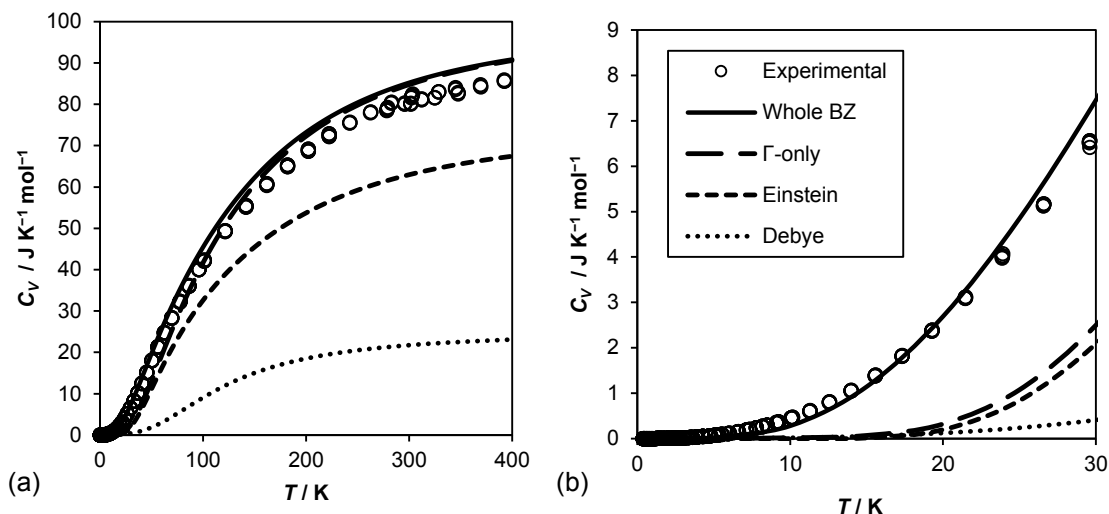 100
90
80
70
60
50
40
30
20
10
0
C_V / J K⁻¹ mol⁻¹
0 100 200 300 400
T / K
(a)
9
8
7
6
5
4
3
2
1
0
C_V / J K⁻¹ mol⁻¹
Experimental
Whole BZ
Γ-only
Einstein
Debye
0 10 20 30
T / K
(b)